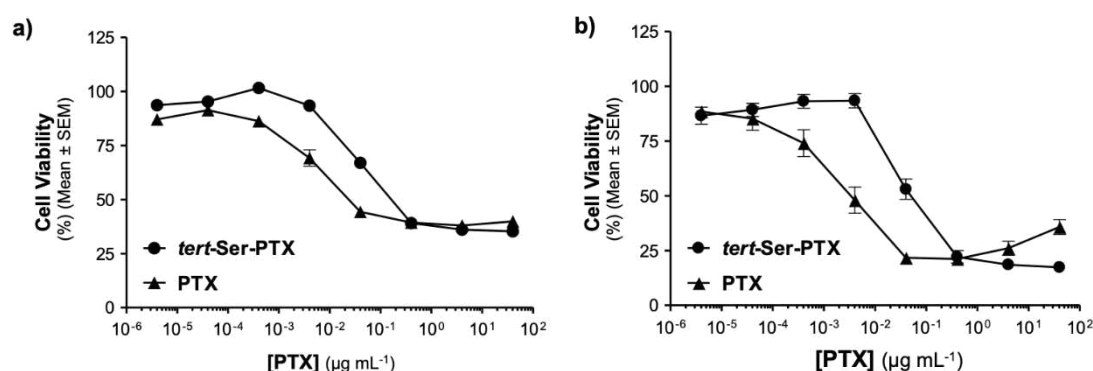 a)
125
100
75
50
25
0
Cell Viability
(%) (Mean ± SEM)
tert-Ser-PTX
PTX
10⁻⁶ 10⁻⁵ 10⁻⁴ 10⁻³ 10⁻² 10⁻¹ 10⁰ 10¹ 10²
[PTX] (µg mL⁻¹)
b)
125
100
75
50
25
0
Cell Viability
(%) (Mean ± SEM)
tert-Ser-PTX
PTX
10⁻⁶ 10⁻⁵ 10⁻⁴ 10⁻³ 10⁻² 10⁻¹ 10⁰ 10¹ 10²
[PTX] (µg mL⁻¹)